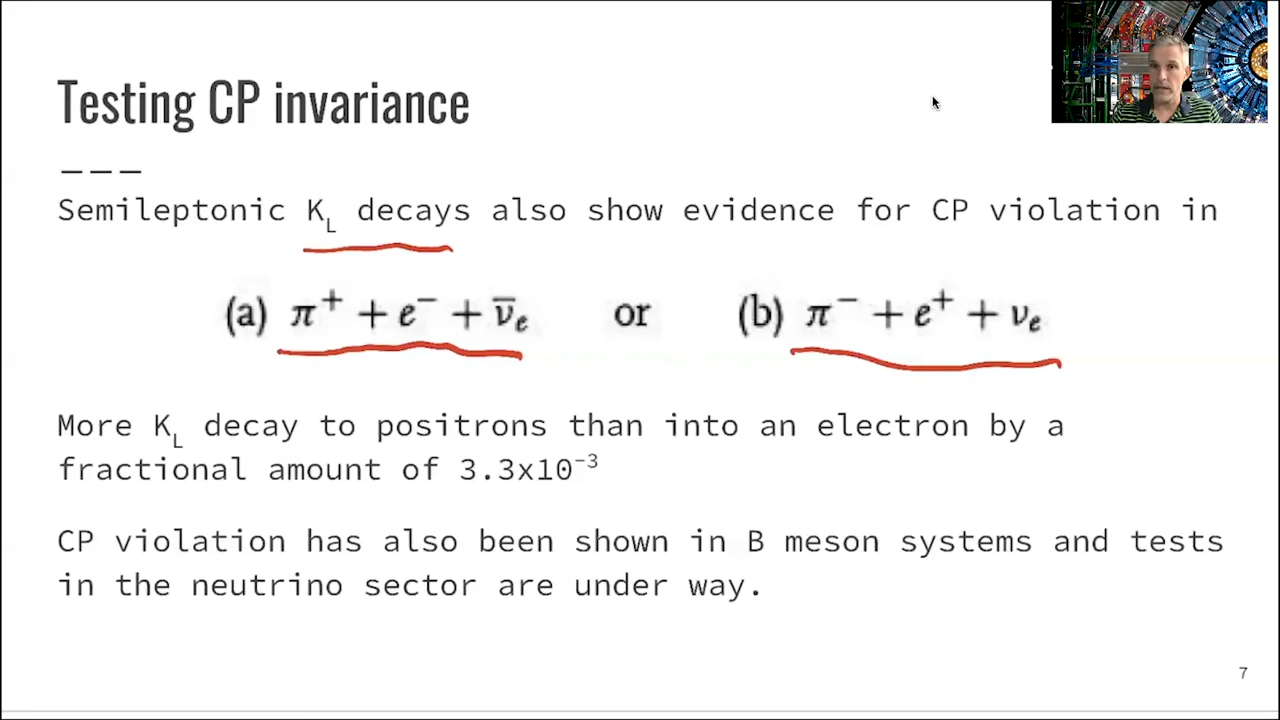 Testing CP invariance
———
Semileptonic K_L decays also show evidence for CP violation in
(a) π⁺ + e⁻ + ν̄ₑ or (b) π⁻ + e⁺ + νₑ
More K_L decay to positrons than into an electron by a
fractional amount of 3.3x10⁻³
CP violation has also been shown in B meson systems and tests
in the neutrino sector are under way.
7